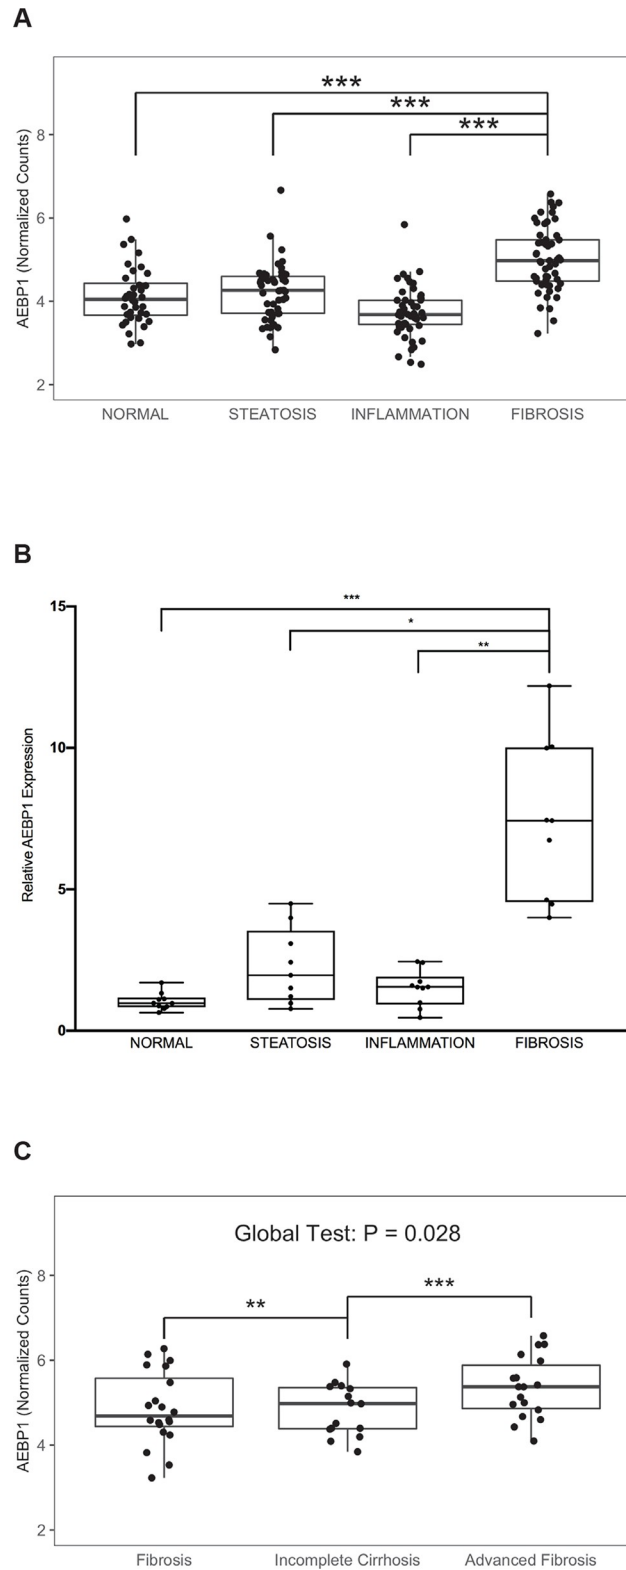 A
***
***
***
AEBP1 (Normalized Counts)
8
6
4
2
NORMAL STEATOSIS INFLAMMATION FIBROSIS
B
***
*
**
Relative AEBP1 Expression
15
10
5
0
NORMAL STEATOSIS INFLAMMATION FIBROSIS
C
Global Test: P = 0.028
**
***
AEBP1 (Normalized Counts)
8
6
4
2
Fibrosis Incomplete Cirrhosis Advanced Fibrosis